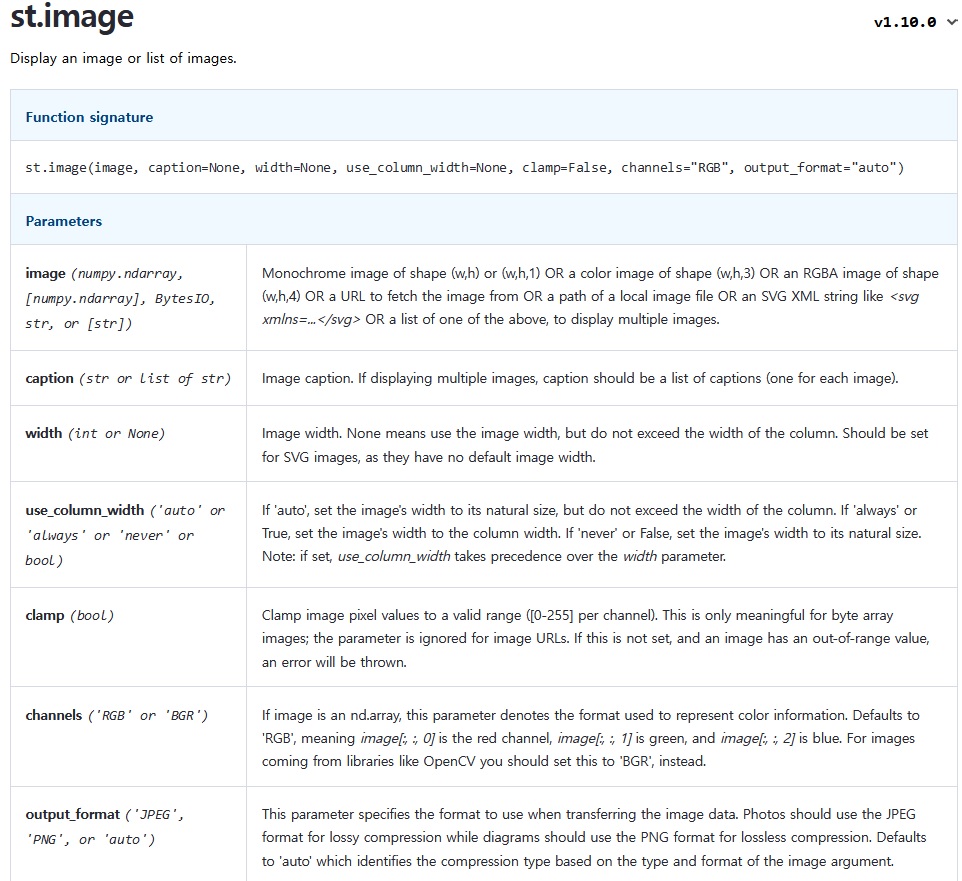 st.image
v1.10.0
Display an image or list of images.
Function signature
st.image(image, caption=None, width=None, use_column_width=None, clamp=False, channels="RGB", output_format="auto")
Parameters
image (numpy.ndarray,
[numpy.ndarray], BytesIO,
str, or [str])
Monochrome image of shape (w,h) or (w,h,1) OR a color image of shape (w,h,3) OR an RGBA image of shape
(w,h,4) OR a URL to fetch the image from OR a path of a local image file OR an SVG XML string like <svg
xmlns=...</svg> OR a list of one of the above, to display multiple images.
caption (str or list of str)
Image caption. If displaying multiple images, caption should be a list of captions (one for each image).
width (int or None)
Image width. None means use the image width, but do not exceed the width of the column. Should be set
for SVG images, as they have no default image width.
use_column_width ('auto' or
'always' or 'never' or
bool)
If 'auto', set the image's width to its natural size, but do not exceed the width of the column. If 'always' or
True, set the image's width to the column width. If 'never' or False, set the image's width to its natural size.
Note: if set, use_column_width takes precedence over the width parameter.
clamp (bool)
Clamp image pixel values to a valid range ([0-255] per channel). This is only meaningful for byte array
images; the parameter is ignored for image URLs. If this is not set, and an image has an out-of-range value,
an error will be thrown.
channels ('RGB' or 'BGR')
If image is an nd.array, this parameter denotes the format used to represent color information. Defaults to
'RGB', meaning image[:, :, 0] is the red channel, image[:, :, 1] is green, and image[:, :, 2] is blue. For images
coming from libraries like OpenCV you should set this to 'BGR', instead.
output_format ('JPEG',
'PNG', or 'auto')
This parameter specifies the format to use when transferring the image data. Photos should use the JPEG
format for lossy compression while diagrams should use the PNG format for lossless compression. Defaults
to 'auto' which identifies the compression type based on the type and format of the image argument.